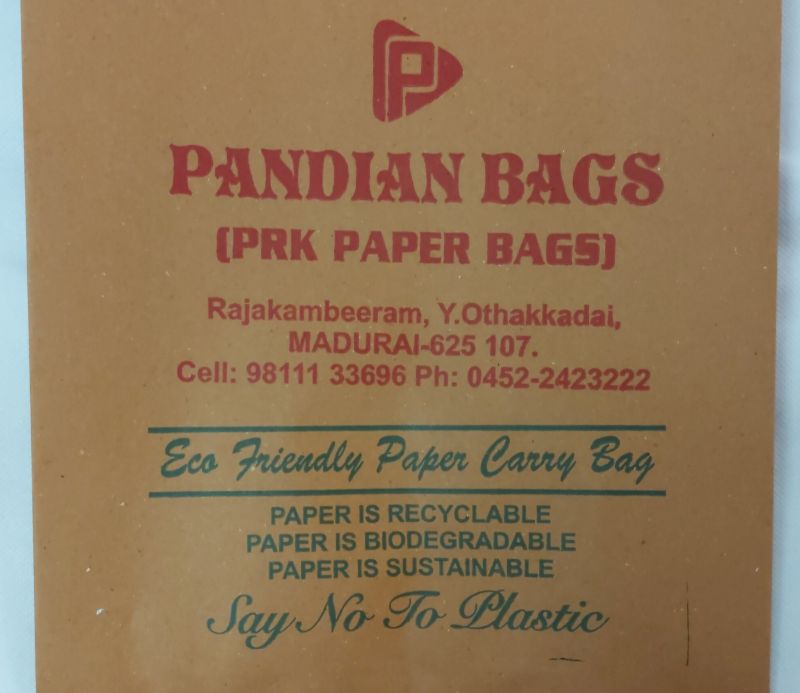 P
PANDIAN BAGS
(PRK PAPER BAGS)
Rajakambeeram, Y.Othakkadai,
MADURAI-625 107.
Cell: 98111 33696 Ph: 0452-2423222
Eco Friendly Paper Carry Bag
PAPER IS RECYCLABLE
PAPER IS BIODEGRADABLE
PAPER IS SUSTAINABLE
Say No To Plastic